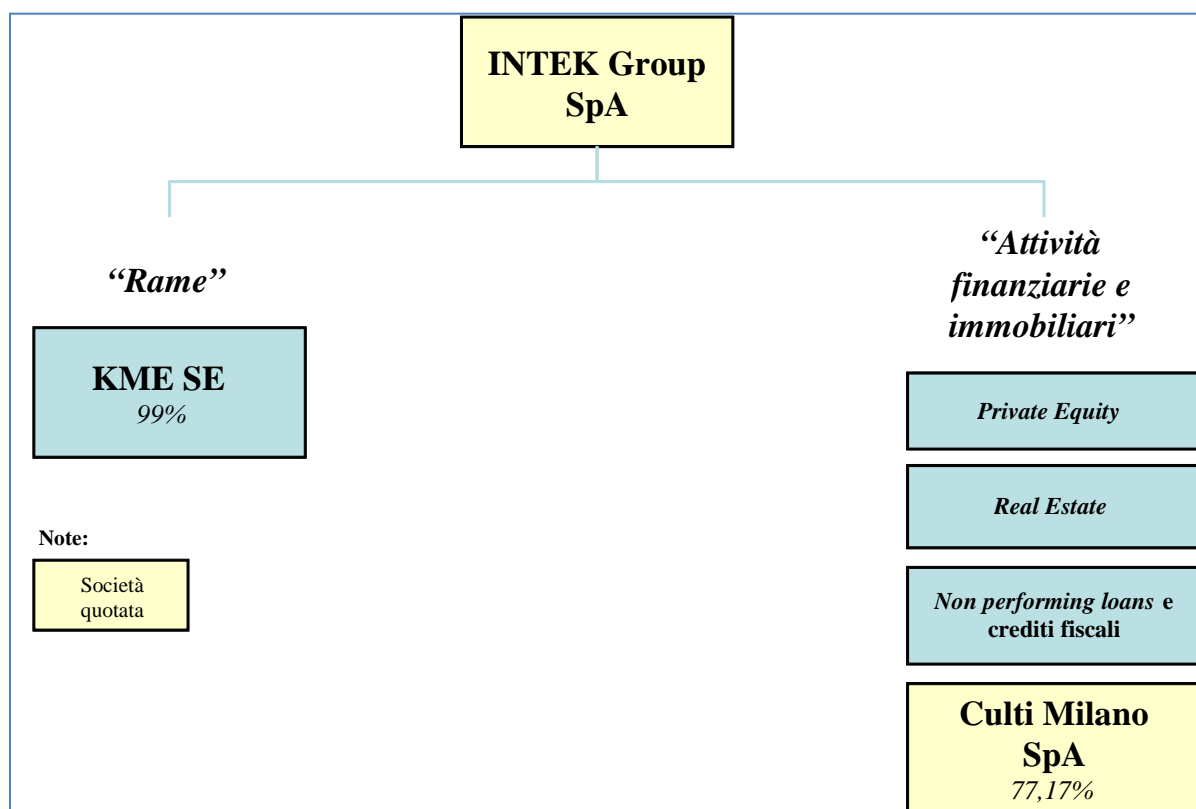 INTEK Group
SpA
“Rame”
KME SE
99%
Note:
Società
quotata
“Attività
finanziarie e
immobiliari”
Private Equity
Real Estate
Non performing loans e
crediti fiscali
Culti Milano
SpA
77,17%